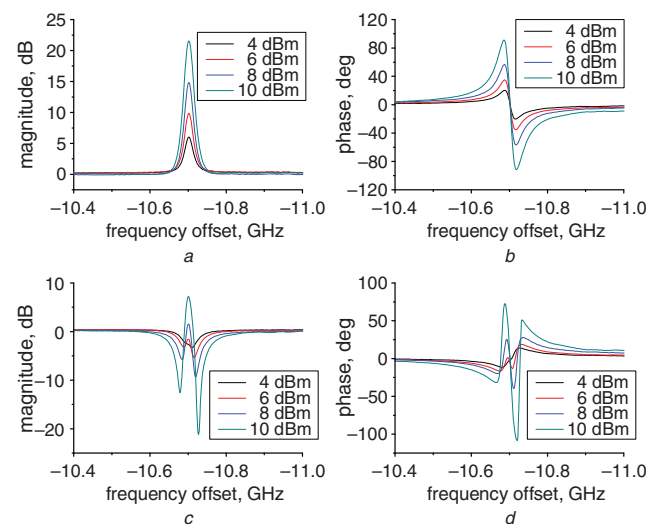 25
20
15
10
5
0
magnitude, dB
4 dBm
6 dBm
8 dBm
10 dBm
−10.4
−10.6
−10.8
−11.0
frequency offset, GHz
a
120
80
40
0
−40
−80
−120
phase, deg
4 dBm
6 dBm
8 dBm
10 dBm
−10.4
−10.6
−10.8
−11.0
frequency offset, GHz
b
10
0
−10
−20
magnitude, dB
4 dBm
6 dBm
8 dBm
10 dBm
−10.4
−10.6
−10.8
−11.0
frequency offset, GHz
c
100
50
0
−50
−100
phase, deg
4 dBm
6 dBm
8 dBm
10 dBm
−10.4
−10.6
−10.8
−11.0
frequency offset, GHz
d